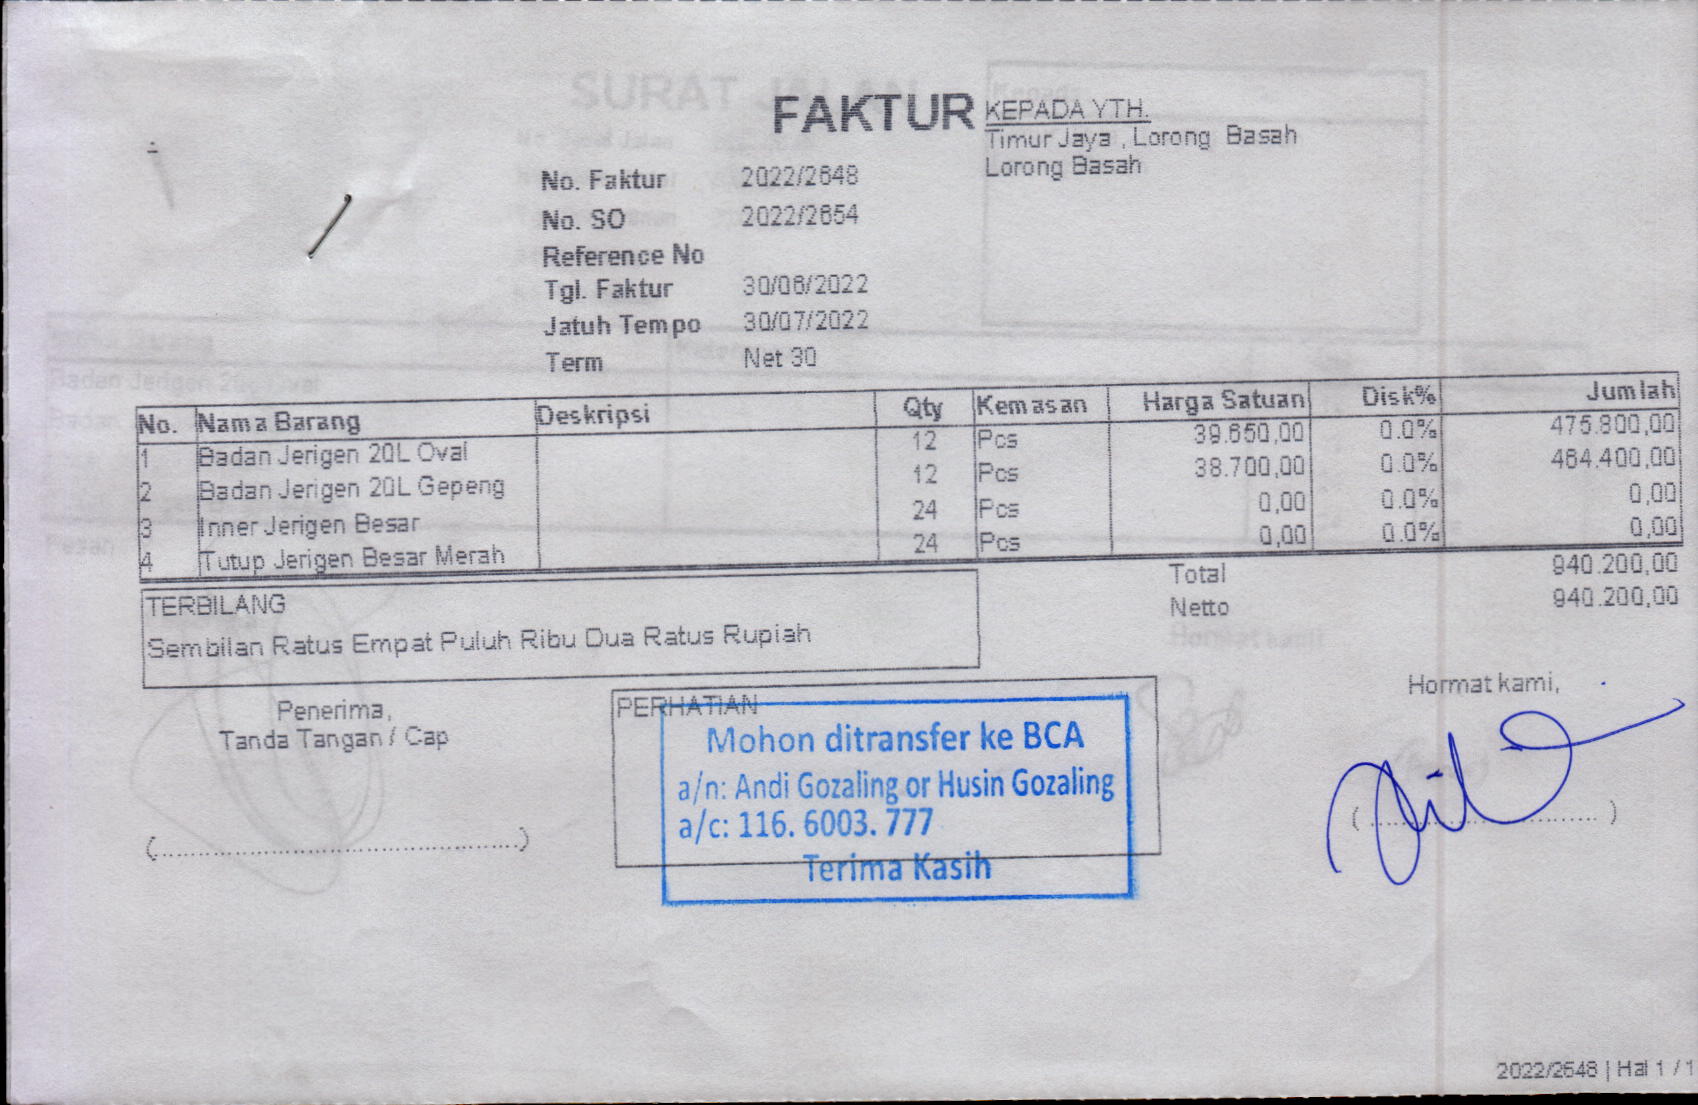 SURAT JALAN
Kepada
FAKTUR
KEPADA YTH.
Timur Jaya , Lorong Basah
Lorong Basah
No. Faktur 2022/2648
No. SO 2022/2654
Reference No
Tgl. Faktur 30/06/2022
Jatuh Tempo 30/07/2022
Term Net 30
No. Nama Barang Deskripsi Qty Kemasan Harga Satuan Disk% Jumlah
1 Badan Jerigen 20L Oval 12 Pcs 39.650,00 0.0% 475.800,00
2 Badan Jerigen 20L Gepeng 12 Pcs 38.700,00 0.0% 464.400,00
3 Inner Jerigen Besar 24 Pcs 0,00 0.0% 0,00
4 Tutup Jerigen Besar Merah 24 Pcs 0,00 0.0% 0,00
Total 940.200,00
Netto 940.200,00
TERBILANG
Sembilan Ratus Empat Puluh Ribu Dua Ratus Rupiah
Penerima,
Tanda Tangan / Cap
(........................................)
PERHATIAN
Mohon ditransfer ke BCA
a/n: Andi Gozaling or Husin Gozaling
a/c: 116. 6003. 777
Terima Kasih
Hormat kami,
(........................................)
2022/2648 | Hal 1 / 1